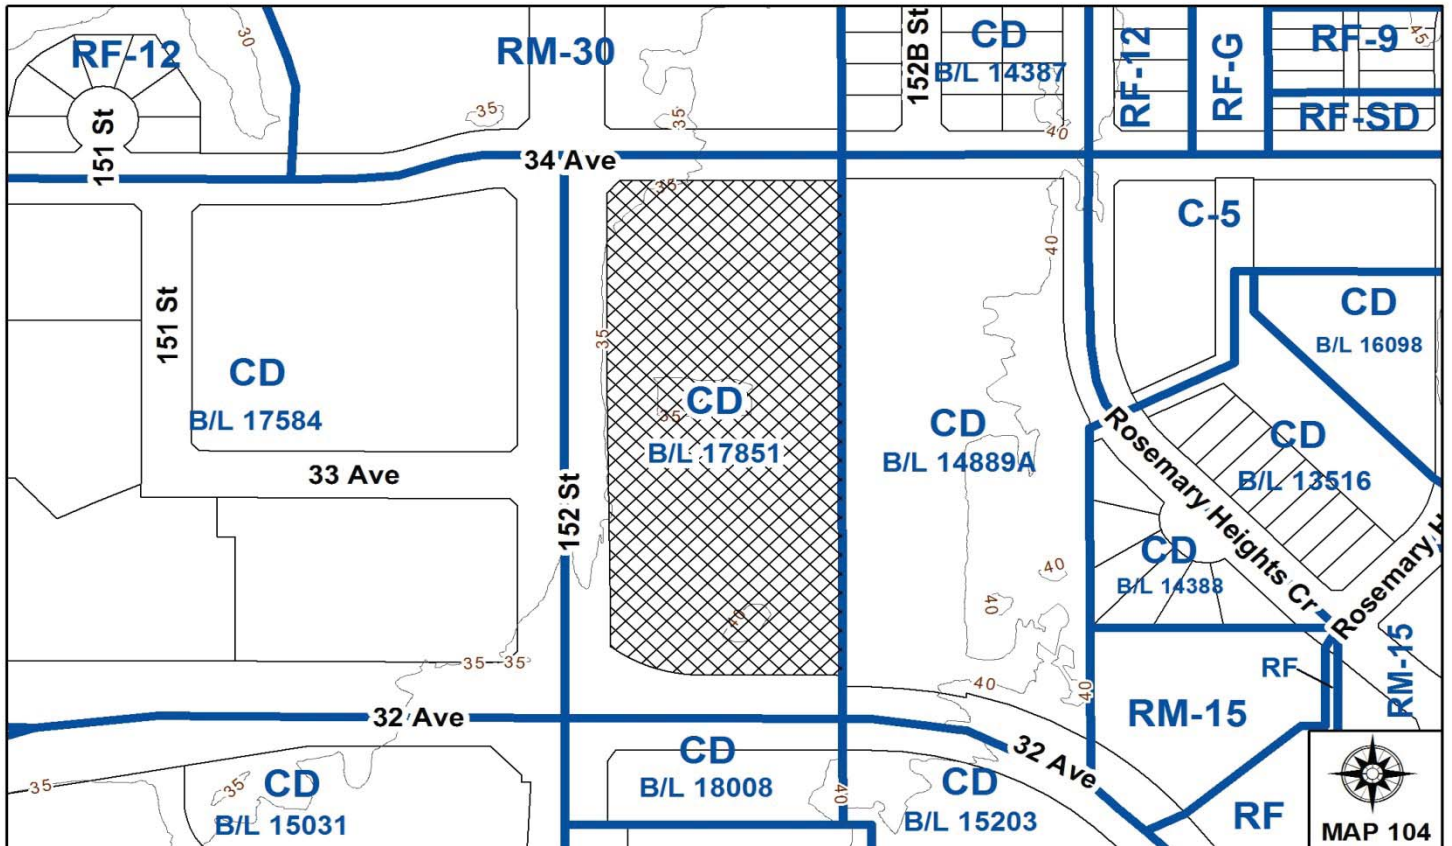 30
RF-12
RM-30
152B St
CD
B/L 14387
RF-12
RF-G
RF-9
45
RF-SD
151 St
35
35
40
34 Ave
35
C-5
40
151 St
35
CD
B/L 16098
CD
B/L 17584
35
CD
B/L 17851
CD
B/L 14889A
Rosemary Heights Cr
CD
B/L 13516
33 Ave
152 St
CD
B/L 14388
40
40
40
Rosemary H
35
35
RF
RM-15
40
40
RM-15
32 Ave
32 Ave
CD
B/L 18008
CD
B/L 15031
35
35
40
CD
B/L 15203
RF
MAP 104